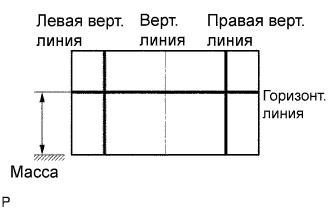 Левая верт. линия
Верт. линия
Правая верт. линия
Горизонт. линия
Масса
P